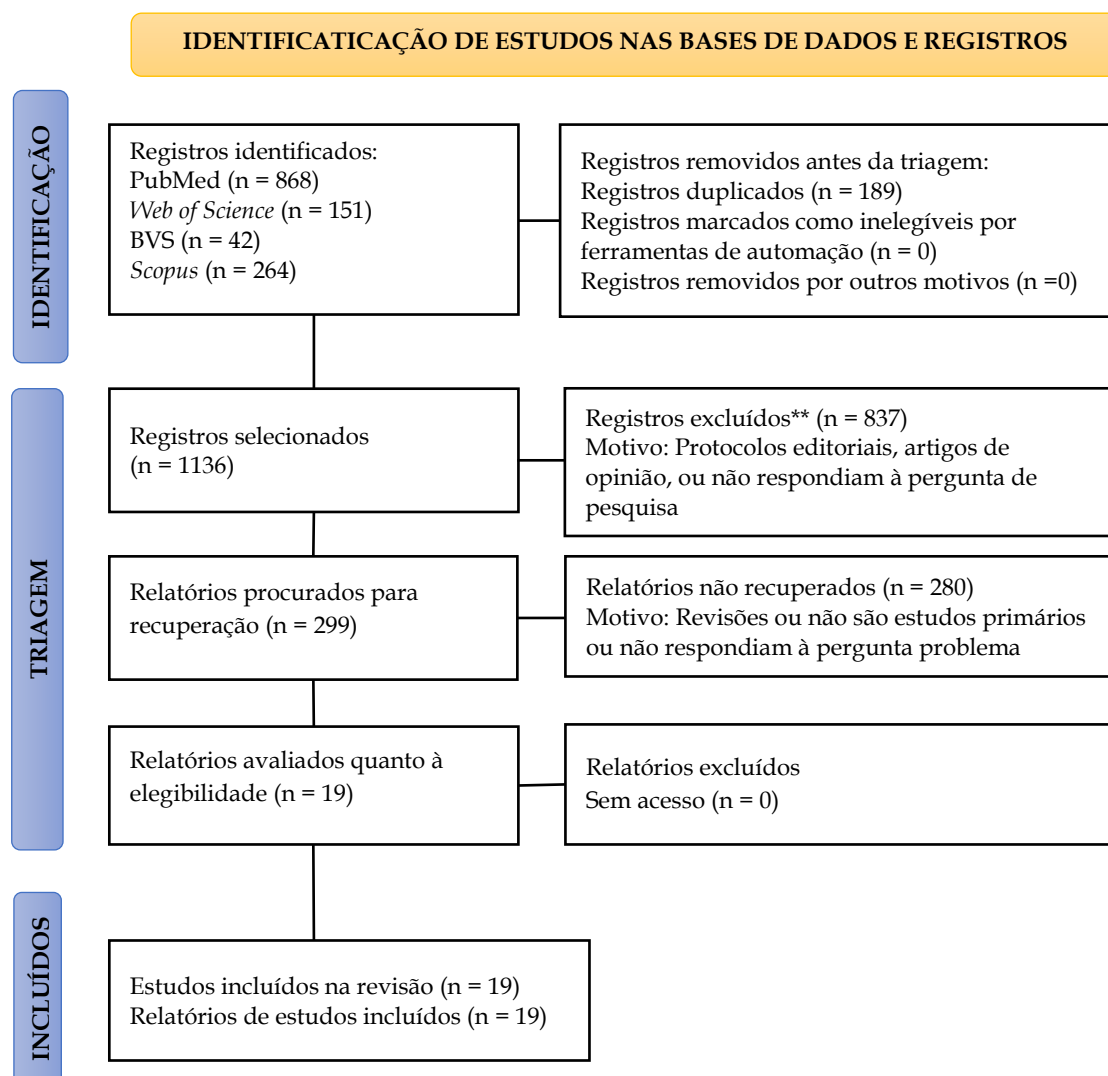 IDENTIFICATICAÇÃO DE ESTUDOS NAS BASES DE DADOS E REGISTROS
IDENTIFICAÇÃO
Registros identificados:
PubMed (n = 868)
Web of Science (n = 151)
BVS (n = 42)
Scopus (n = 264)
Registros removidos antes da triagem:
Registros duplicados (n = 189)
Registros marcados como inelegíveis por
ferramentas de automação (n = 0)
Registros removidos por outros motivos (n =0)
TRIAGEM
Registros selecionados
(n = 1136)
Registros excluídos** (n = 837)
Motivo: Protocolos editoriais, artigos de
opinião, ou não respondiam à pergunta de
pesquisa
Relatórios procurados para
recuperação (n = 299)
Relatórios não recuperados (n = 280)
Motivo: Revisões ou não são estudos primários
ou não respondiam à pergunta problema
Relatórios avaliados quanto à
elegibilidade (n = 19)
Relatórios excluídos
Sem acesso (n = 0)
INCLUÍDOS
Estudos incluídos na revisão (n = 19)
Relatórios de estudos incluídos (n = 19)